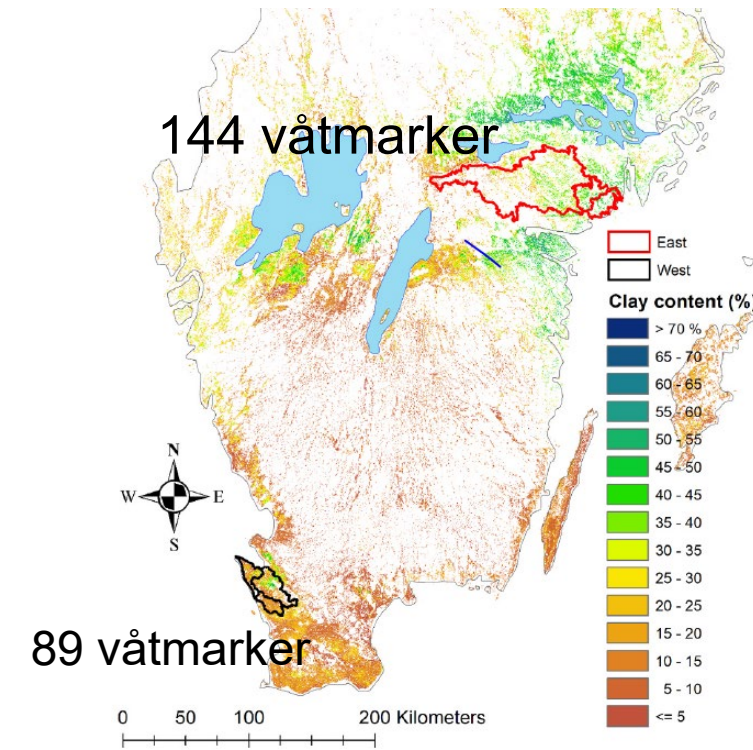 144 våtmarker
East
West
Clay content (%)
> 70 %
65 - 70
60 - 65
55 - 60
50 - 55
45 - 50
40 - 45
35 - 40
30 - 35
25 - 30
20 - 25
15 - 20
10 - 15
5 - 10
<= 5
N
W E
S
89 våtmarker
0 50 100 200 Kilometers